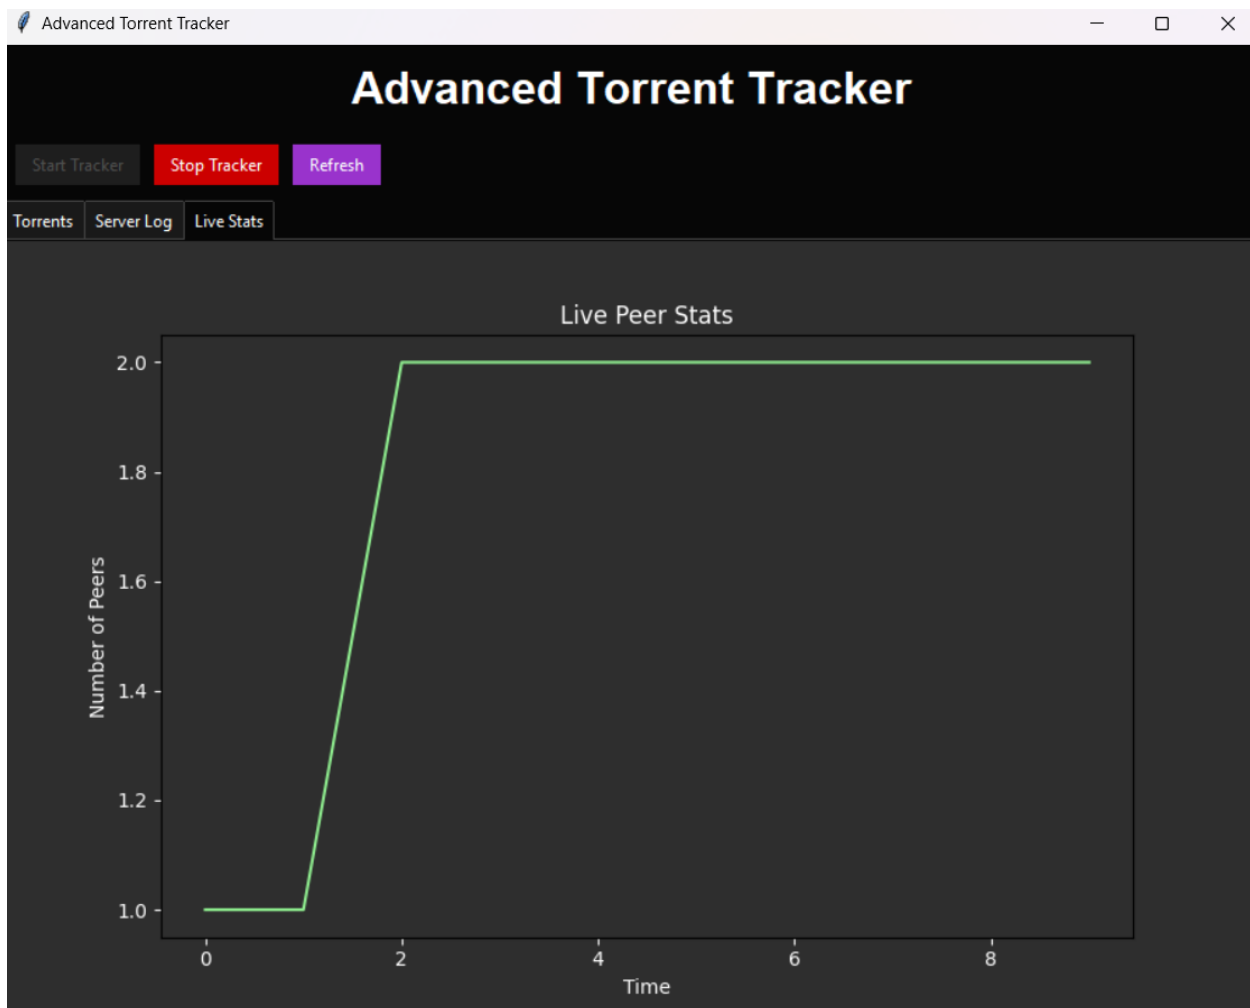 Advanced Torrent Tracker
Advanced Torrent Tracker
Start Tracker Stop Tracker Refresh
Torrents Server Log Live Stats
Live Peer Stats
2.0
1.8
1.6
1.4
1.2
1.0
Number of Peers
0 2 4 6 8
Time